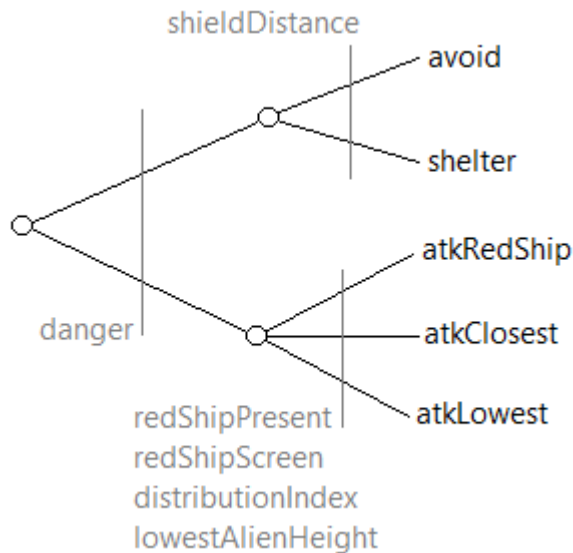 shieldDistance
avoid
shelter
atkRedShip
danger
atkClosest
atkLowest
redShipPresent
redShipScreen
distributionIndex
lowestAlienHeight